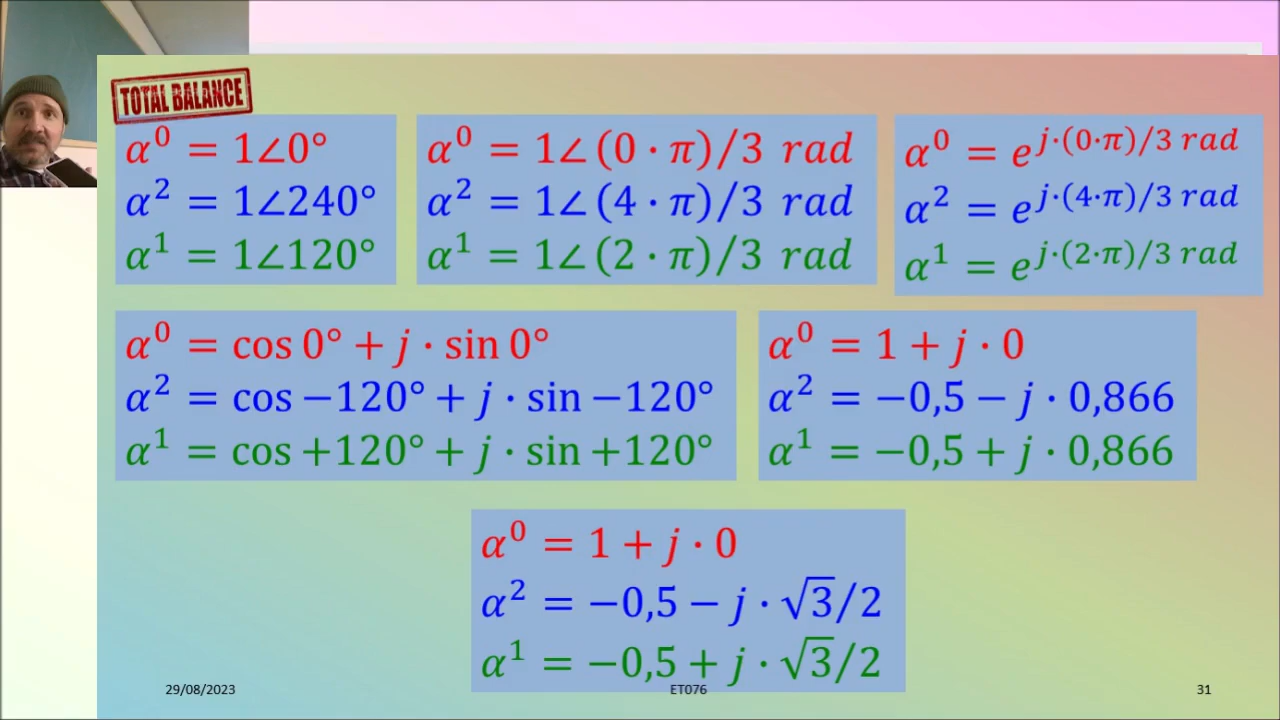 TOTAL BALANCE
α⁰ = 1∠0°
α² = 1∠240°
α¹ = 1∠120°
α⁰ = 1∠(0 · π)/3 rad
α² = 1∠(4 · π)/3 rad
α¹ = 1∠(2 · π)/3 rad
α⁰ = e^{j·(0·π)/3 rad}
α² = e^{j·(4·π)/3 rad}
α¹ = e^{j·(2·π)/3 rad}
α⁰ = cos 0° + j · sin 0°
α² = cos −120° + j · sin −120°
α¹ = cos +120° + j · sin +120°
α⁰ = 1 + j · 0
α² = −0,5 − j · 0,866
α¹ = −0,5 + j · 0,866
α⁰ = 1 + j · 0
α² = −0,5 − j · √3/2
α¹ = −0,5 + j · √3/2
29/08/2023
ET076
31